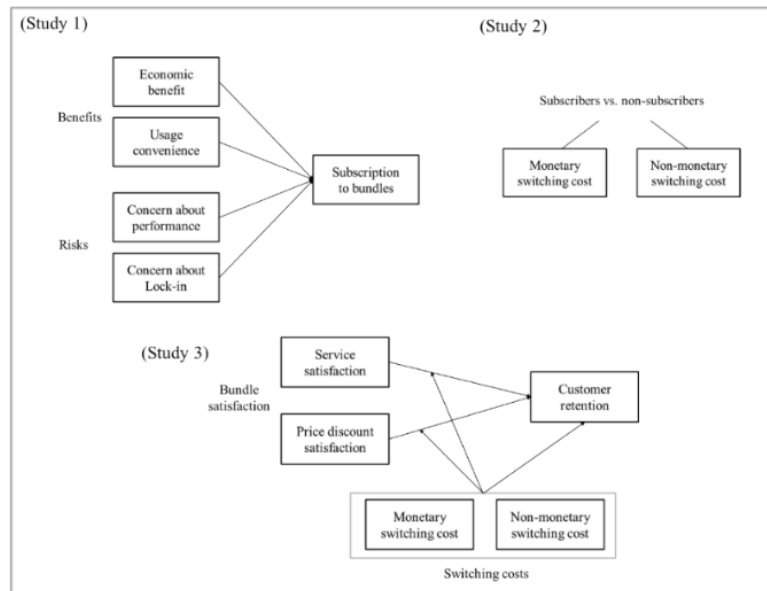 (Study 1)
(Study 2)
Economic
benefit
Benefits
Usage
convenience
Concern about
performance
Risks
Concern about
Lock-in
Subscription
to bundles
Subscribers vs. non-subscribers
Monetary
switching cost
Non-monetary
switching cost
(Study 3)
Service
satisfaction
Bundle
satisfaction
Price discount
satisfaction
Customer
retention
Monetary
switching cost
Non-monetary
switching cost
Switching costs